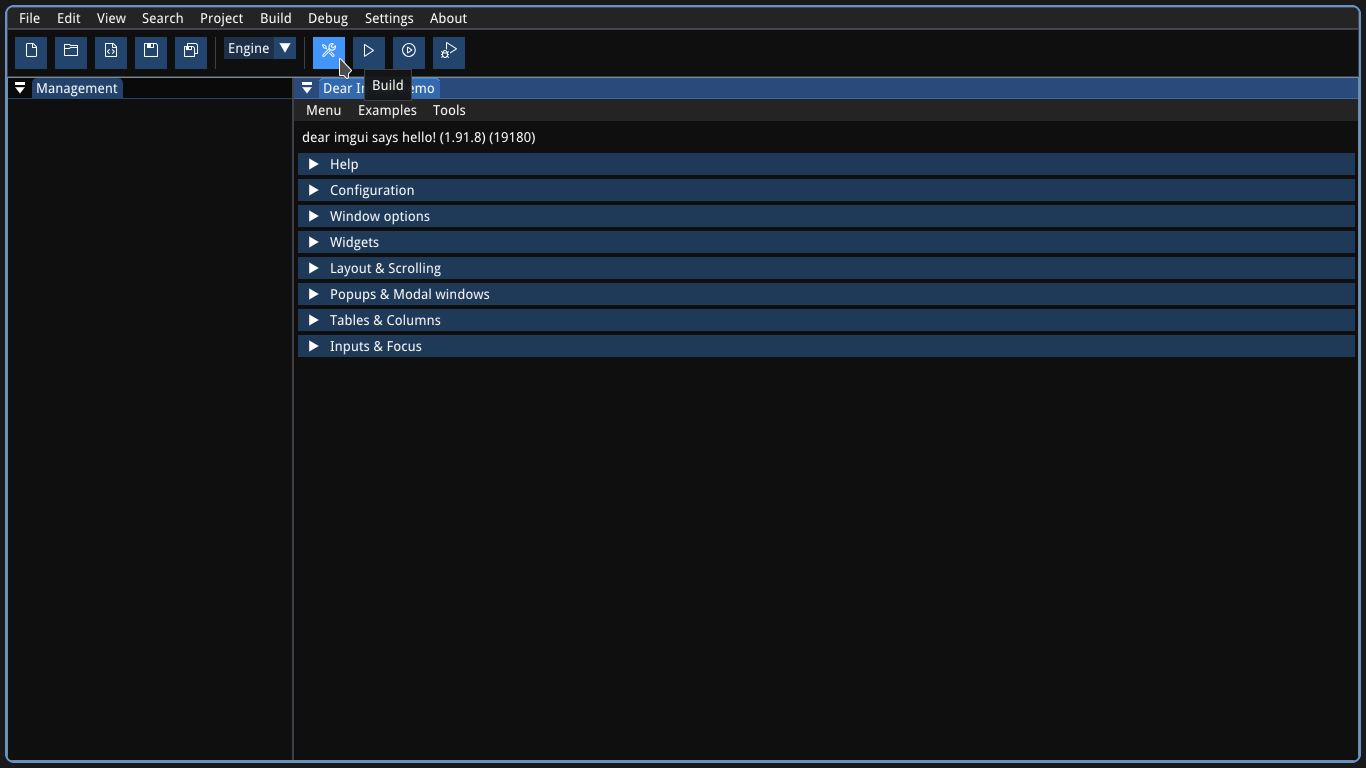 File Edit View Search Project Build Debug Settings About
Engine
Management
Dear I emo
Build
Menu Examples Tools
dear imgui says hello! (1.91.8) (19180)
Help
Configuration
Window options
Widgets
Layout & Scrolling
Popups & Modal windows
Tables & Columns
Inputs & Focus